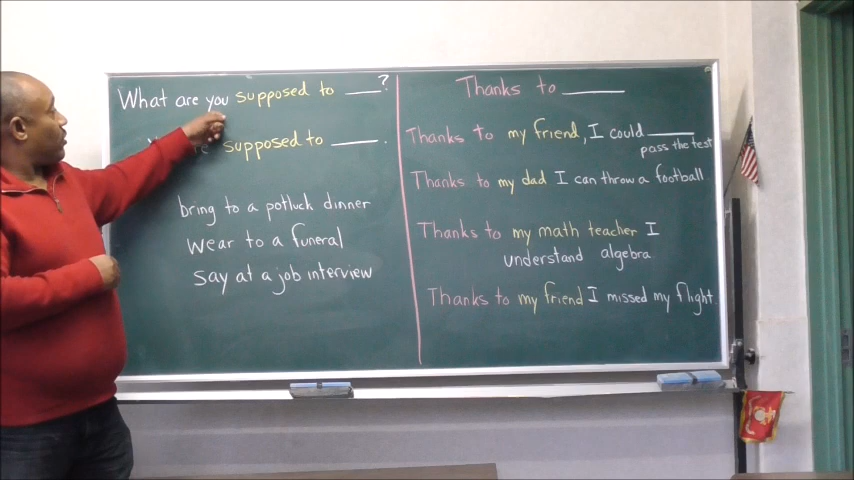 What are you supposed to ___?
supposed to ___.
bring to a potluck dinner
wear to a funeral
say at a job interview
Thanks to ___
Thanks to my friend, I could ___
pass the test
Thanks to my dad I can throw a football
Thanks to my math teacher I
understand algebra
Thanks to my friend I missed my flight.